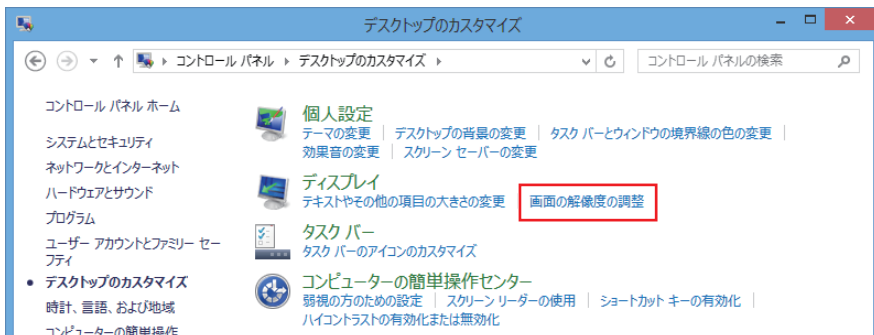 デスクトップのカスタマイズ
コントロール パネル デスクトップのカスタマイズ
コントロール パネルの検索
コントロール パネル ホーム
システムとセキュリティ
ネットワークとインターネット
ハードウェアとサウンド
プログラム
ユーザー アカウントとファミリー セー
フティ
デスクトップのカスタマイズ
時計、言語、および地域
コンピューターの簡単操作
個人設定
テーマの変更 デスクトップの背景の変更 タスク バーとウィンドウの境界線の色の変更
効果音の変更 スクリーン セーバーの変更
ディスプレイ
テキストやその他の項目の大きさの変更 画面の解像度の調整
タスク バー
タスク バーのアイコンのカスタマイズ
コンピューターの簡単操作センター
弱視の方のための設定 スクリーン リーダーの使用 ショートカット キーの有効化
ハイコントラストの有効化または無効化